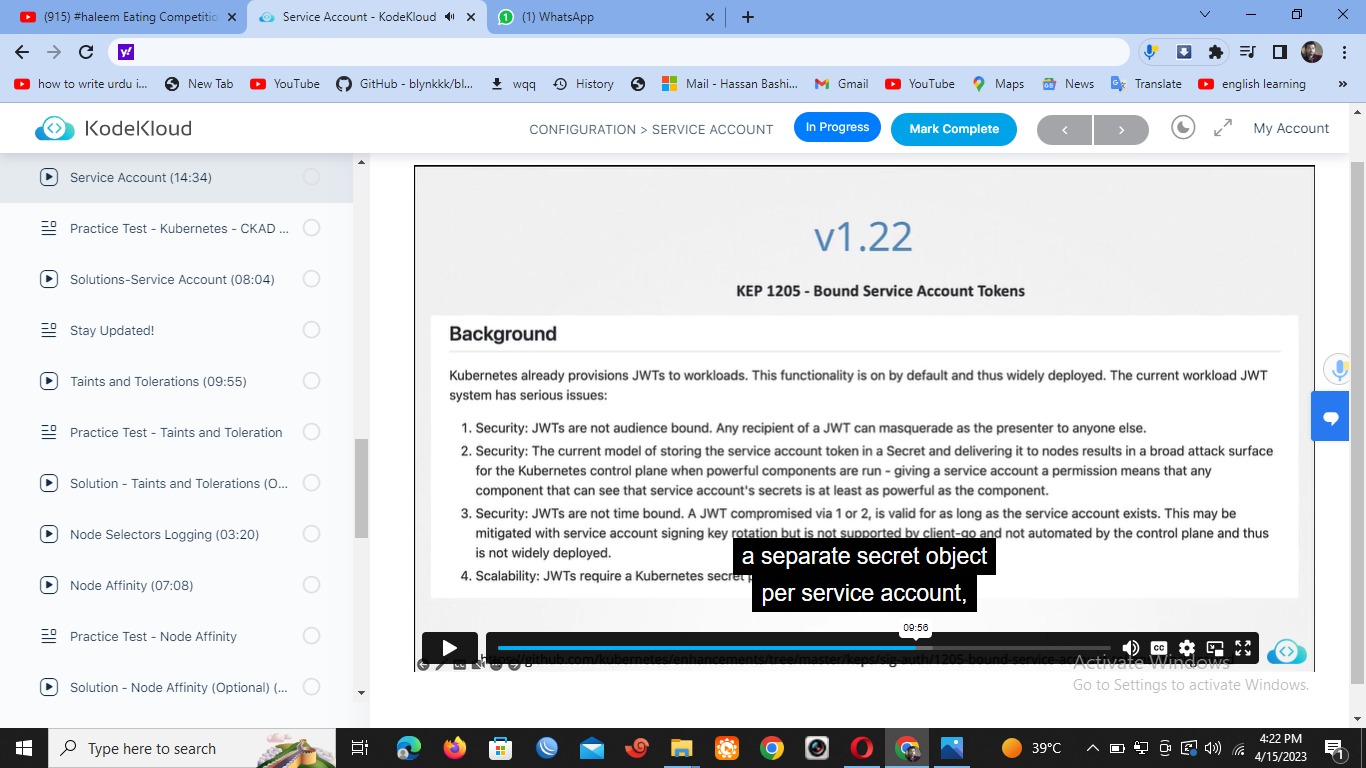 (915) #haleem Eating Competitio
Service Account - KodeKloud
(1) WhatsApp
how to write urdu i...
New Tab
YouTube
GitHub - blynkkk/bl...
wqq
History
Mail - Hassan Bashi...
Gmail
YouTube
Maps
News
Translate
english learning
»
KodeKloud
CONFIGURATION > SERVICE ACCOUNT
In Progress
Mark Complete
My Account
Service Account (14:34)
Practice Test - Kubernetes - CKAD ...
Solutions-Service Account (08:04)
Stay Updated!
Taints and Tolerations (09:55)
Practice Test - Taints and Toleration
Solution - Taints and Tolerations (O...
Node Selectors Logging (03:20)
Node Affinity (07:08)
Practice Test - Node Affinity
Solution - Node Affinity (Optional) (...
v1.22
KEP 1205 - Bound Service Account Tokens
Background
Kubernetes already provisions JWTs to workloads. This functionality is on by default and thus widely deployed. The current workload JWT
system has serious issues:
1. Security: JWTs are not audience bound. Any recipient of a JWT can masquerade as the presenter to anyone else.
2. Security: The current model of storing the service account token in a Secret and delivering it to nodes results in a broad attack surface
for the Kubernetes control plane when powerful components are run - giving a service account a permission means that any
component that can see that service account's secrets is at least as powerful as the component.
3. Security: JWTs are not time bound. A JWT compromised via 1 or 2, is valid for as long as the service account exists. This may be
mitigated with service account signing key rotation but is not supported by client-go and not automated by the control plane and thus
is not widely deployed.
4. Scalability: JWTs require a Kubernetes secret
a separate secret object
per service account,
09:56
CC
https://github.com/kubernetes/enhancements/tree/master/keps/sig-auth/1205-bound-service-ac
Activate Windows
Go to Settings to activate Windows.
Type here to search
39°C
4:22 PM
4/15/2023
1